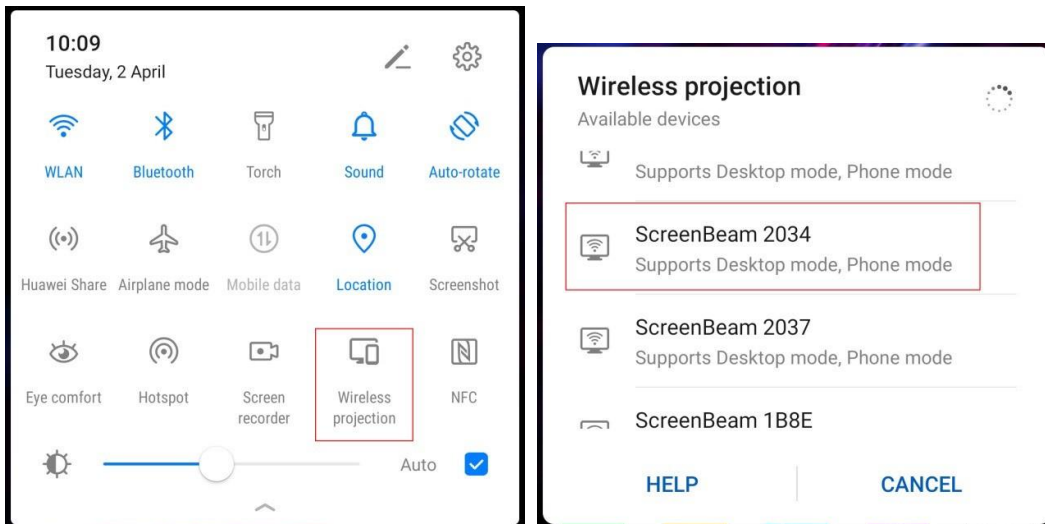 10:09
Tuesday, 2 April
WLAN
Bluetooth
Torch
Sound
Auto-rotate
Huawei Share
Airplane mode
Mobile data
Location
Screenshot
Eye comfort
Hotspot
Screen
recorder
Wireless
projection
NFC
Auto
Wireless projection
Available devices
Supports Desktop mode, Phone mode
ScreenBeam 2034
Supports Desktop mode, Phone mode
ScreenBeam 2037
Supports Desktop mode, Phone mode
ScreenBeam 1B8E
HELP
CANCEL